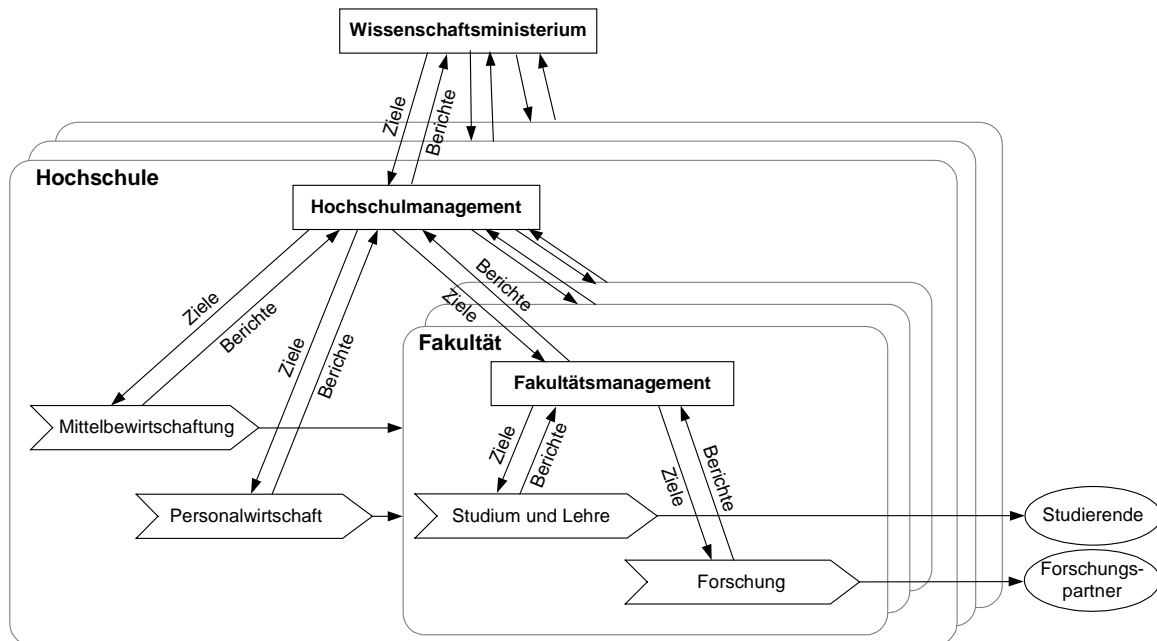 Wissenschaftsministerium
Ziele
Berichte
Hochschule
Hochschulmanagement
Ziele
Berichte
Ziele
Berichte
Ziele
Berichte
Fakultät
Fakultätsmanagement
Mittelbewirtschaftung
Ziele
Berichte
Ziele
Berichte
Personalwirtschaft
Studium und Lehre
Studierende
Forschung
Forschungs-
partner